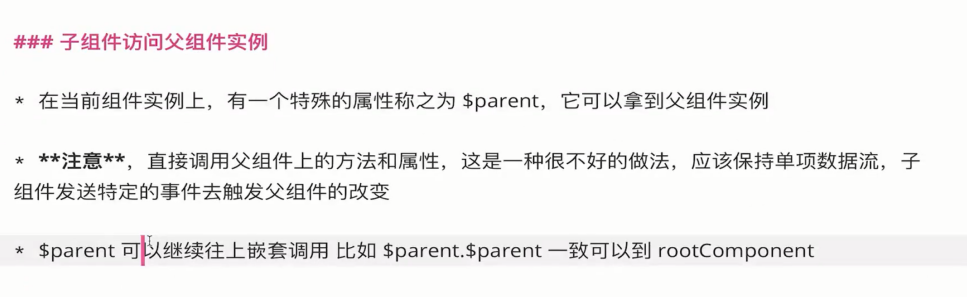 ### 子组件访问父组件实例
* 在当前组件实例上，有一个特殊的属性称之为 $parent，它可以拿到父组件实例
* **注意**，直接调用父组件上的方法和属性，这是一种很不好的做法，应该保持单项数据流，子
组件发送特定的事件去触发父组件的改变
* $parent 可以继续往上嵌套调用 比如 $parent.$parent 一致可以到 rootComponent